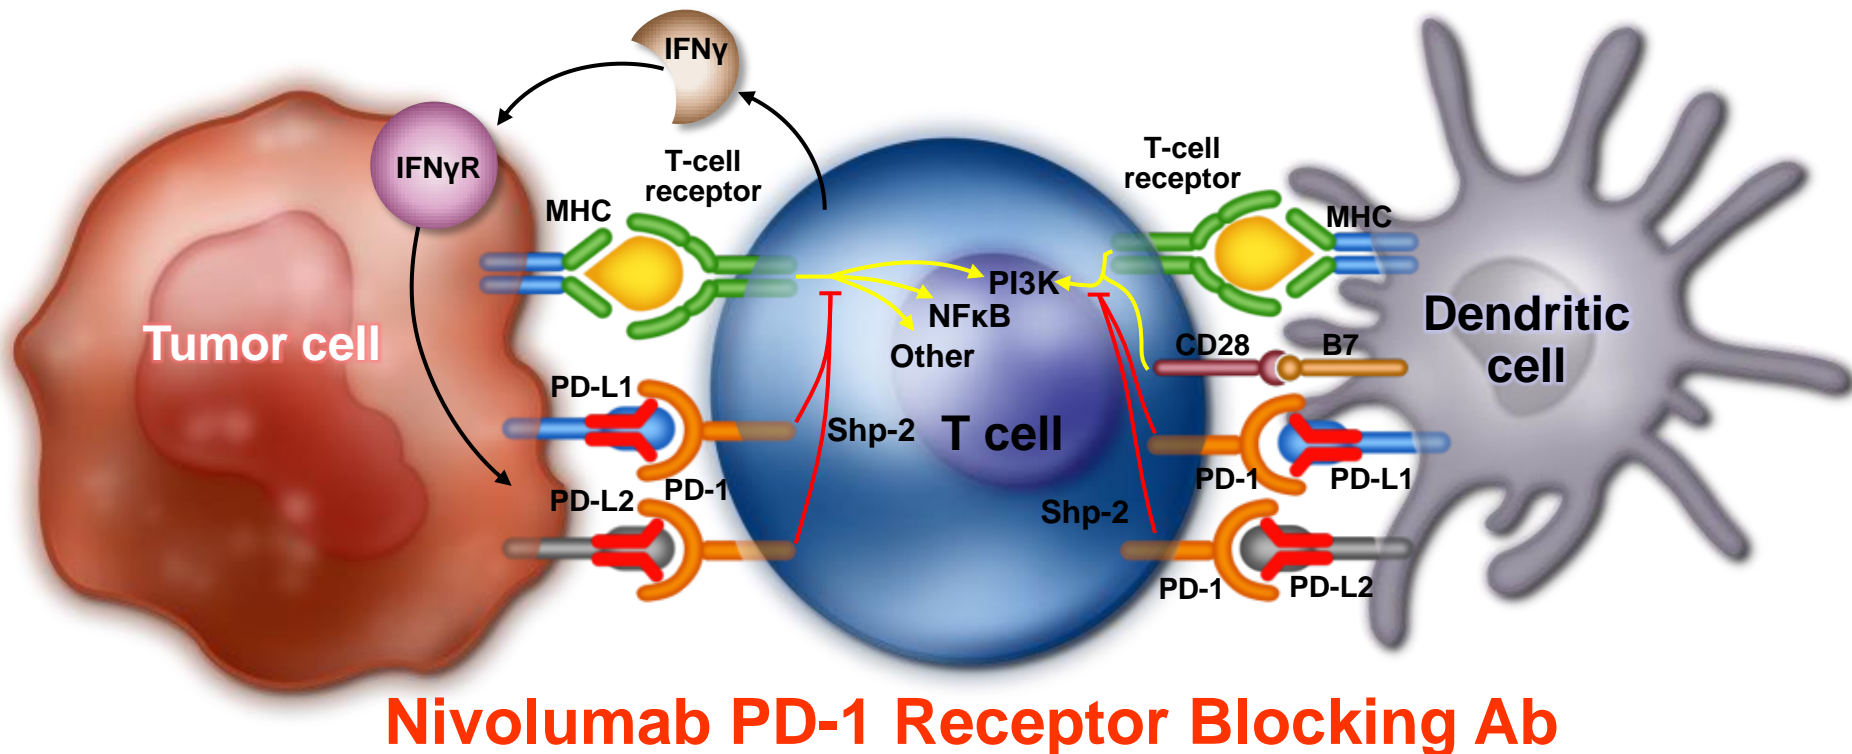 IFNγ
IFNγR
T-cell
receptor
MHC
T-cell
receptor
MHC
PI3K
NFκB
Other
Tumor cell
Dendritic
cell
CD28
B7
PD-L1
Shp-2
T cell
PD-1
PD-L1
PD-L2
PD-1
Shp-2
PD-1
PD-L2
Nivolumab PD-1 Receptor Blocking Ab